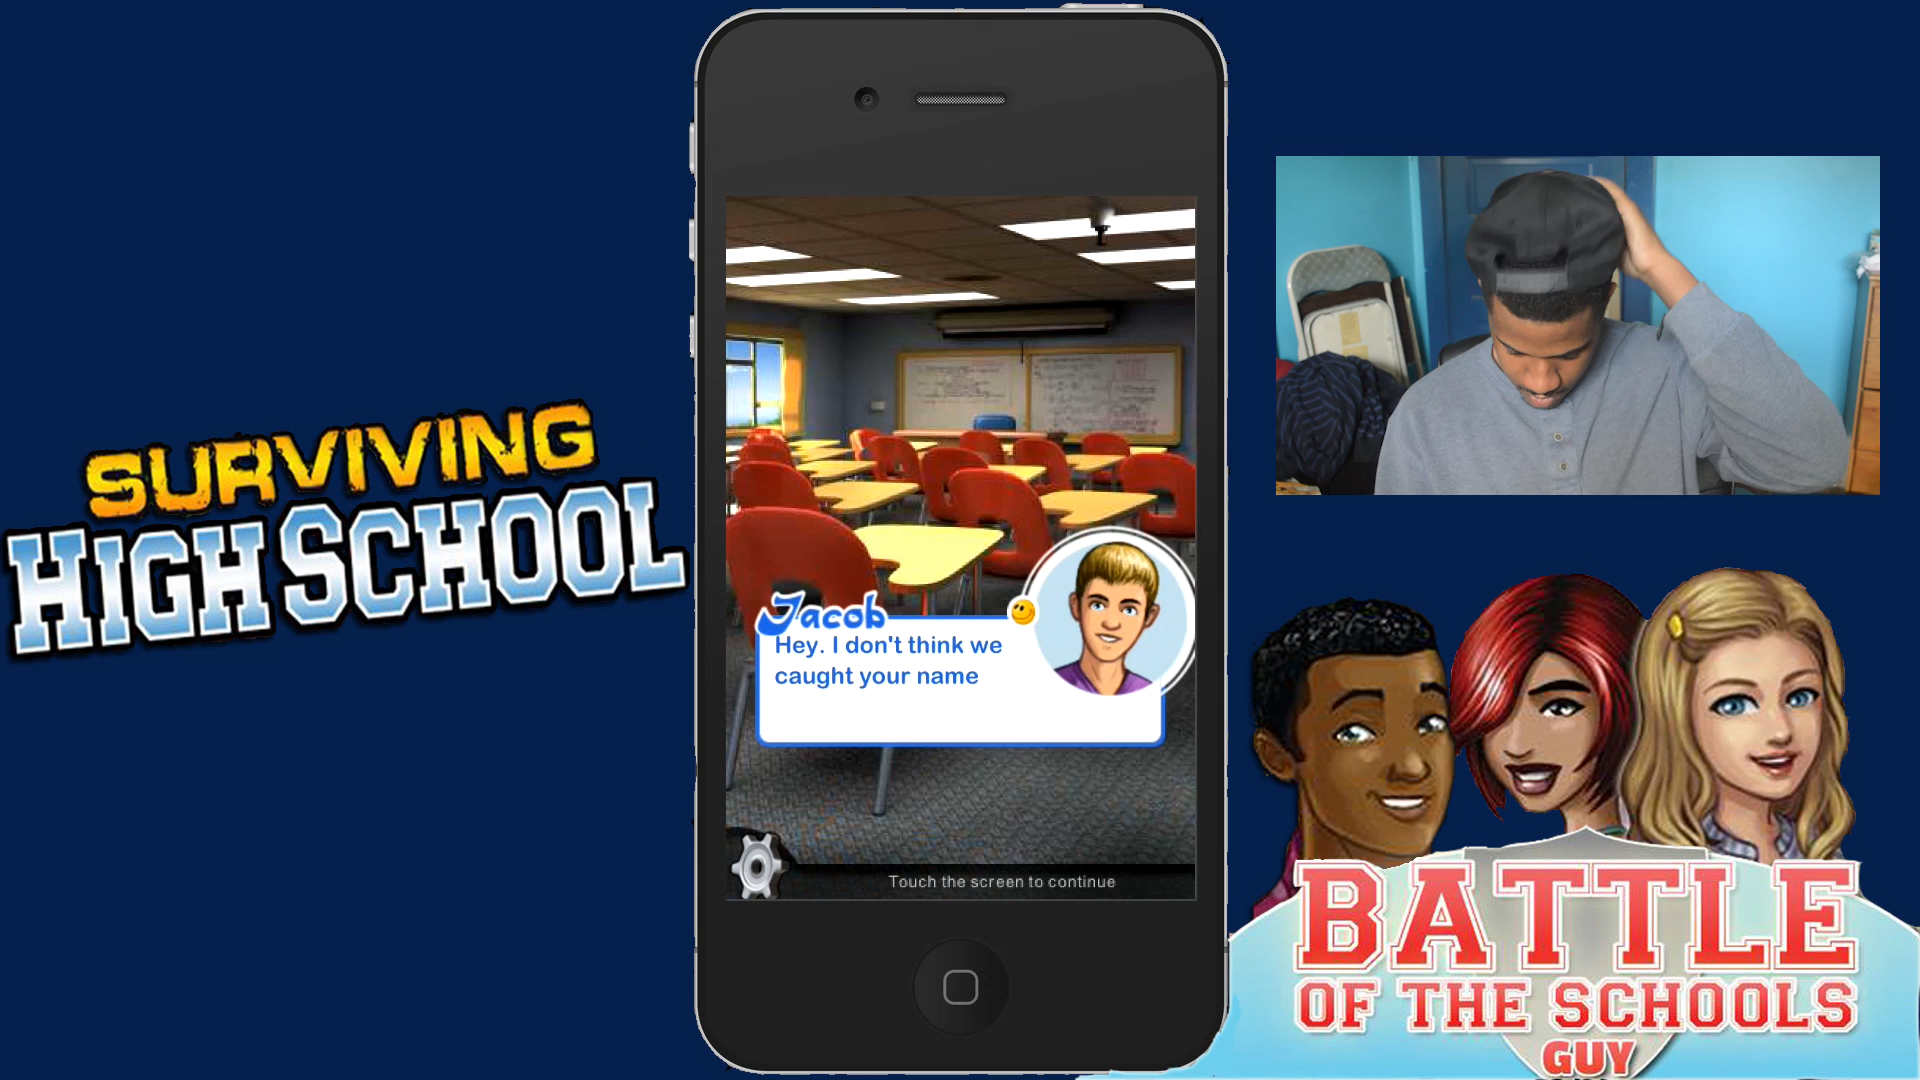 SURVIVING
HIGH SCHOOL
Jacob
Hey. I don't think we
caught your name
Touch the screen to continue
BATTLE
OF THE SCHOOLS
GUY